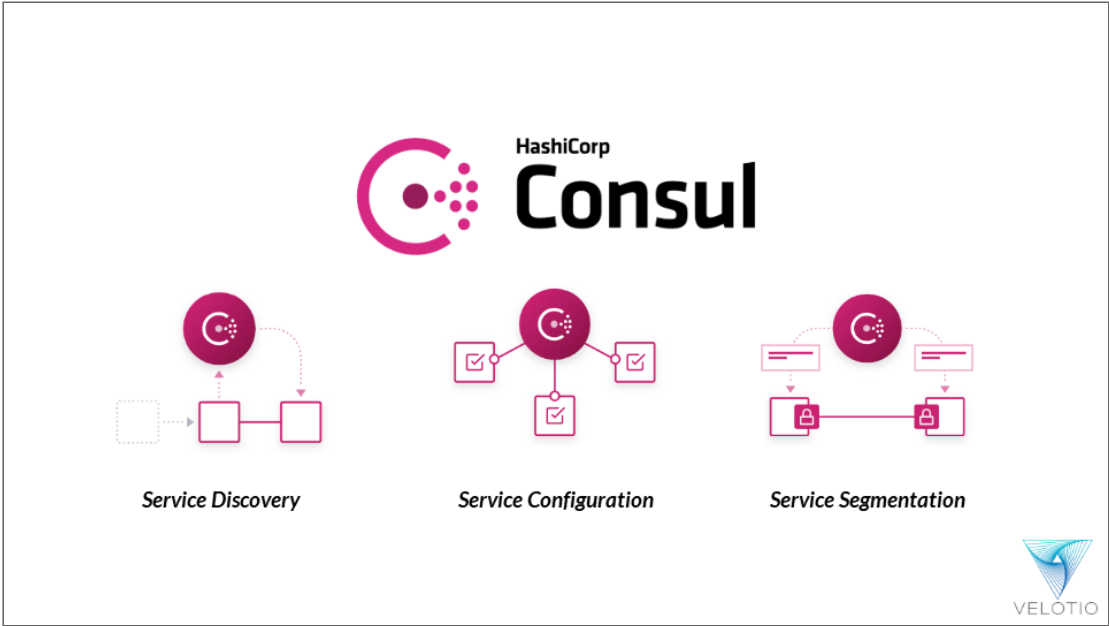 HashiCorp
Consul
Service Discovery
Service Configuration
Service Segmentation
VELOTIO